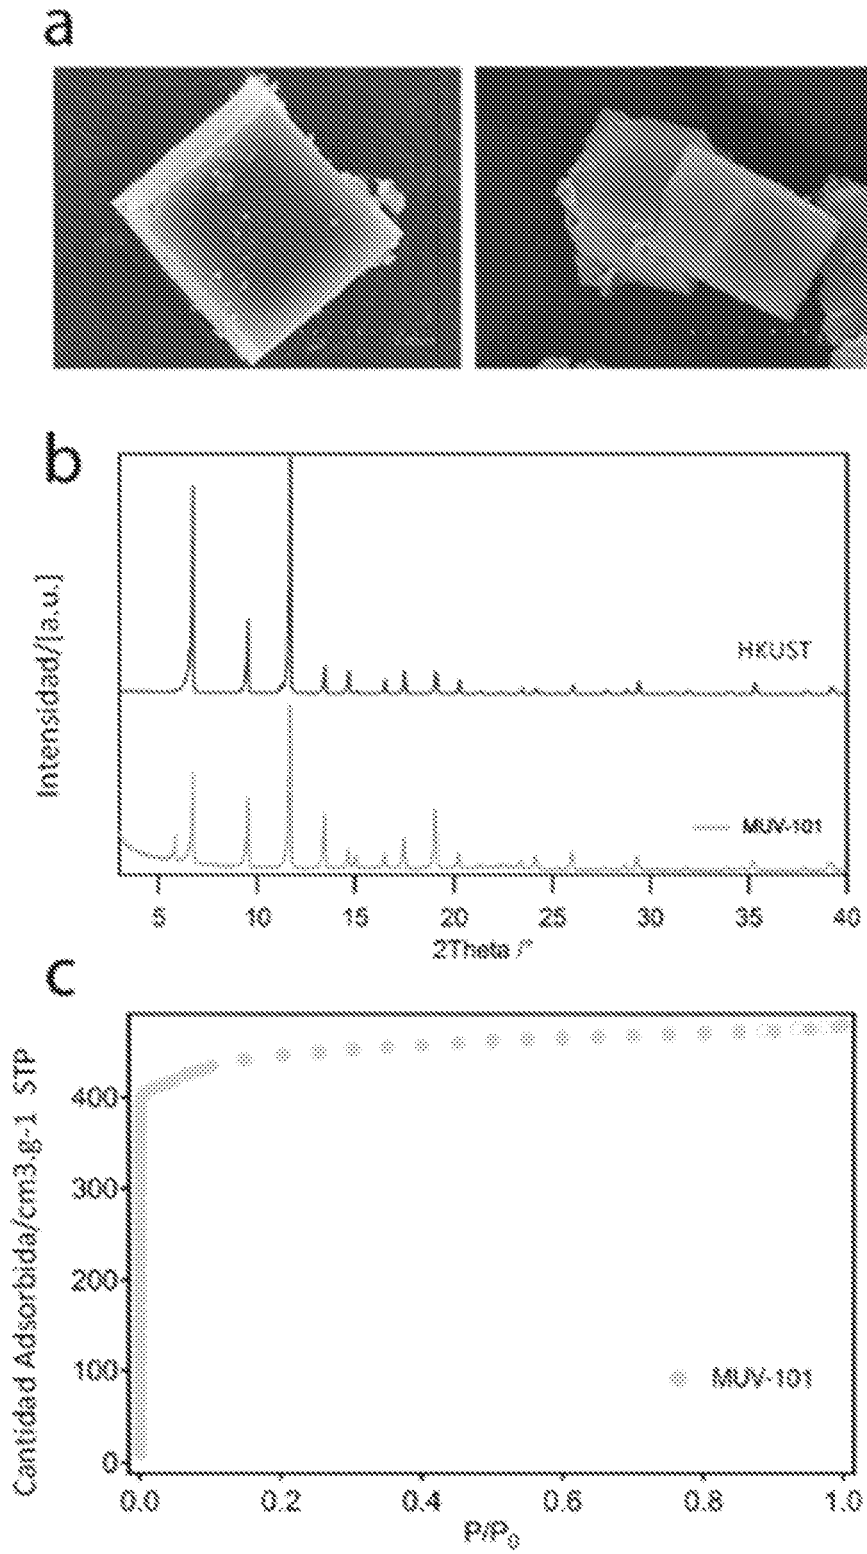 a
b
Intensidad/[a.u.]
HKUST
MUV-101
5 10 15 20 25 30 35 40
2Theta /°
c
Cantidad Adsorbida/cm3.g-1 STP
400
300
200
100
0
MUV-101
0.0 0.2 0.4 0.6 0.8 1.0
P/P₀